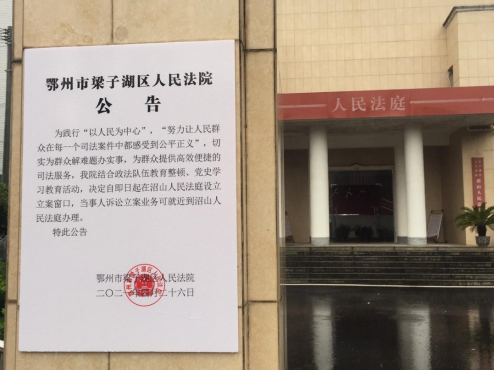 鄂州市梁子湖区人民法院
公 告
为践行“以人民为中心”，“努力让人民群
众在每一个司法案件中都感受到公平正义”，切
实为群众解难题办实事，为群众提供高效便捷的
司法服务，我院结合政法队伍教育整顿、党史学
习教育活动，决定自即日起在沼山人民法庭设立
立案窗口，当事人诉讼立案业务可就近到沼山人
民法庭办理。
特此公告
鄂州市梁子湖区人民法院
二〇二一年四月二十六日
人民法庭